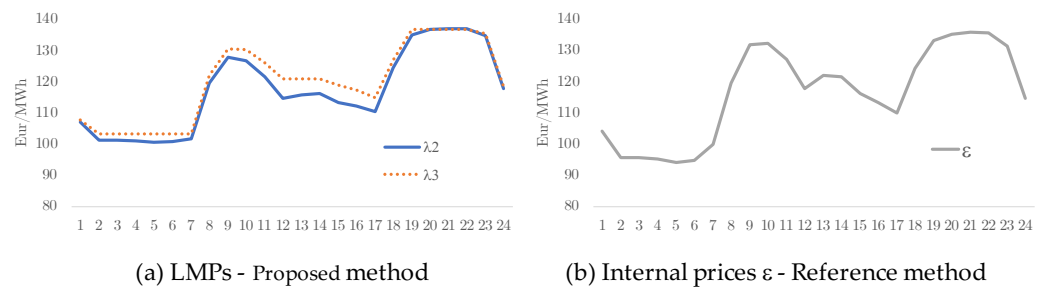 140
130
120
110
100
90
80
Eur/MWh
λ2
λ3
1 2 3 4 5 6 7 8 9 10 11 12 13 14 15 16 17 18 19 20 21 22 23 24
(a) LMPs - Proposed method
140
130
120
110
100
90
80
Eur/MWh
ε
1 2 3 4 5 6 7 8 9 10 11 12 13 14 15 16 17 18 19 20 21 22 23 24
(b) Internal prices ε - Reference method